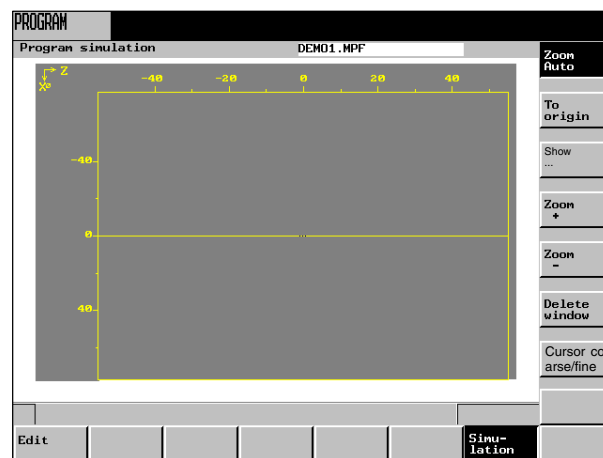 PROGRAM
Program simulation DEMO1.MPF
Zoom
Auto
To
origin
Show
...
Zoom
+
Zoom
-
Delete
window
Cursor co
arse/fine
Z
X
-40 -20 0 20 40
-40
0
40
Edit
Simu-
lation